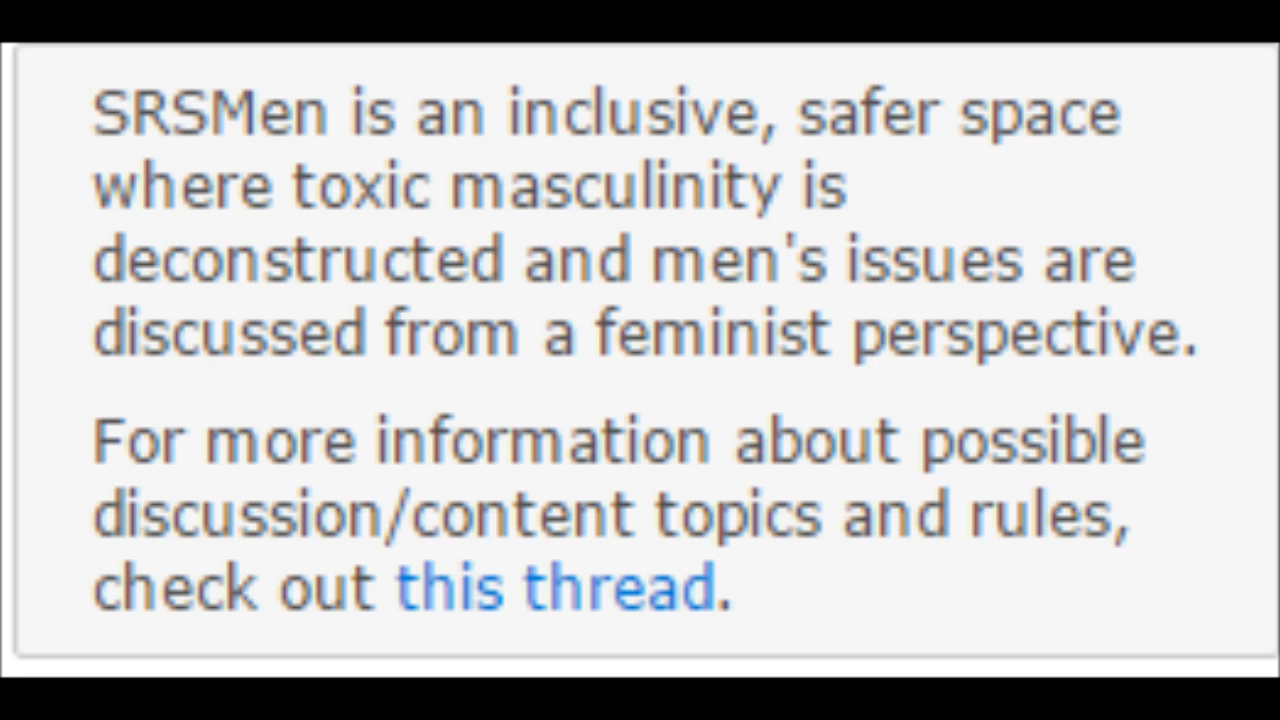 SRSMen is an inclusive, safer space
where toxic masculinity is
deconstructed and men's issues are
discussed from a feminist perspective.
For more information about possible
discussion/content topics and rules,
check out this thread.